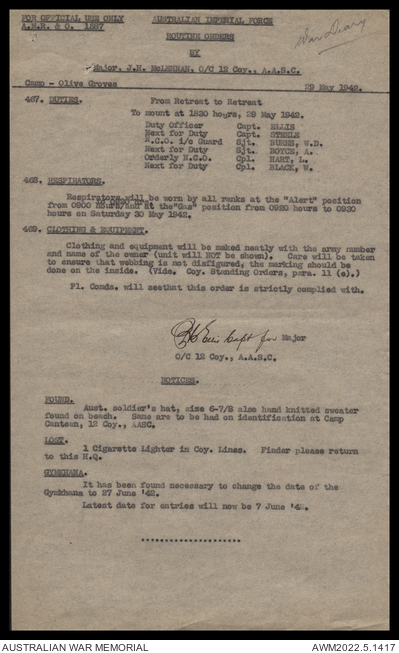 FOR OFFICIAL USE ONLY AUSTRALIAN IMPERIAL FORCE
A.M.R. & O. 1887
ROUTINE ORDERS
War Diary
BY
Major. J.H. McLENNAN, O/C 12 Coy., A.A.S.C.
Camp - Olive Groves 29 May 1942.
467. DUTIES. From Retreat to Retreat
To mount at 1830 hours, 29 May 1942.
Duty Officer Capt. ELLIS
Next for Duty Capt. STEELE
N.C.O. i/c Guard Sjt. W.D.
Next for Duty Sjt. BOYCE, A.
Orderly N.C.O. Cpl. HART, L.
Next for Duty Cpl. BLACK, W.
468. RESPIRATORS.
Respirators will be worn by all ranks at the "Alert" position
from 0900 hours and at the "Gas" position from 0920 to 0930
hours on Saturday 30 May 1942.
469. CLOTHING & EQUIPMENT.
Clothing and equipment will be maked neatly with the army number
and name of the owner (unit will NOT be shown). Care will be taken
to ensure that webbing is not disfigured, the marking should be
done on the inside. (Vide. Coy. Standing Orders, para. 11 (e).)
Pl. Comds. will seethat this order is strictly complied with.
Ellis Capt for Major
O/C 12 Coy., A.A.S.C.
NOTICES.
FOUND.
Aust. soldier's hat, size 6-7/8 also hand knitted sweater
found on beach. Same are to be had on identification at Camp
Canteen, 12 Coy., AASC.
LOST.
1 Cigarette Lighter in Coy. Lines. Finder please return
to this H.Q.
GYMKHANA.
It has been found necessary to change the date of the
Gymkhana to 27 June '42.
Latest date for entries will now be 7 June '42.
*********************
AUSTRALIAN WAR MEMORIAL AWM2022.5.1417